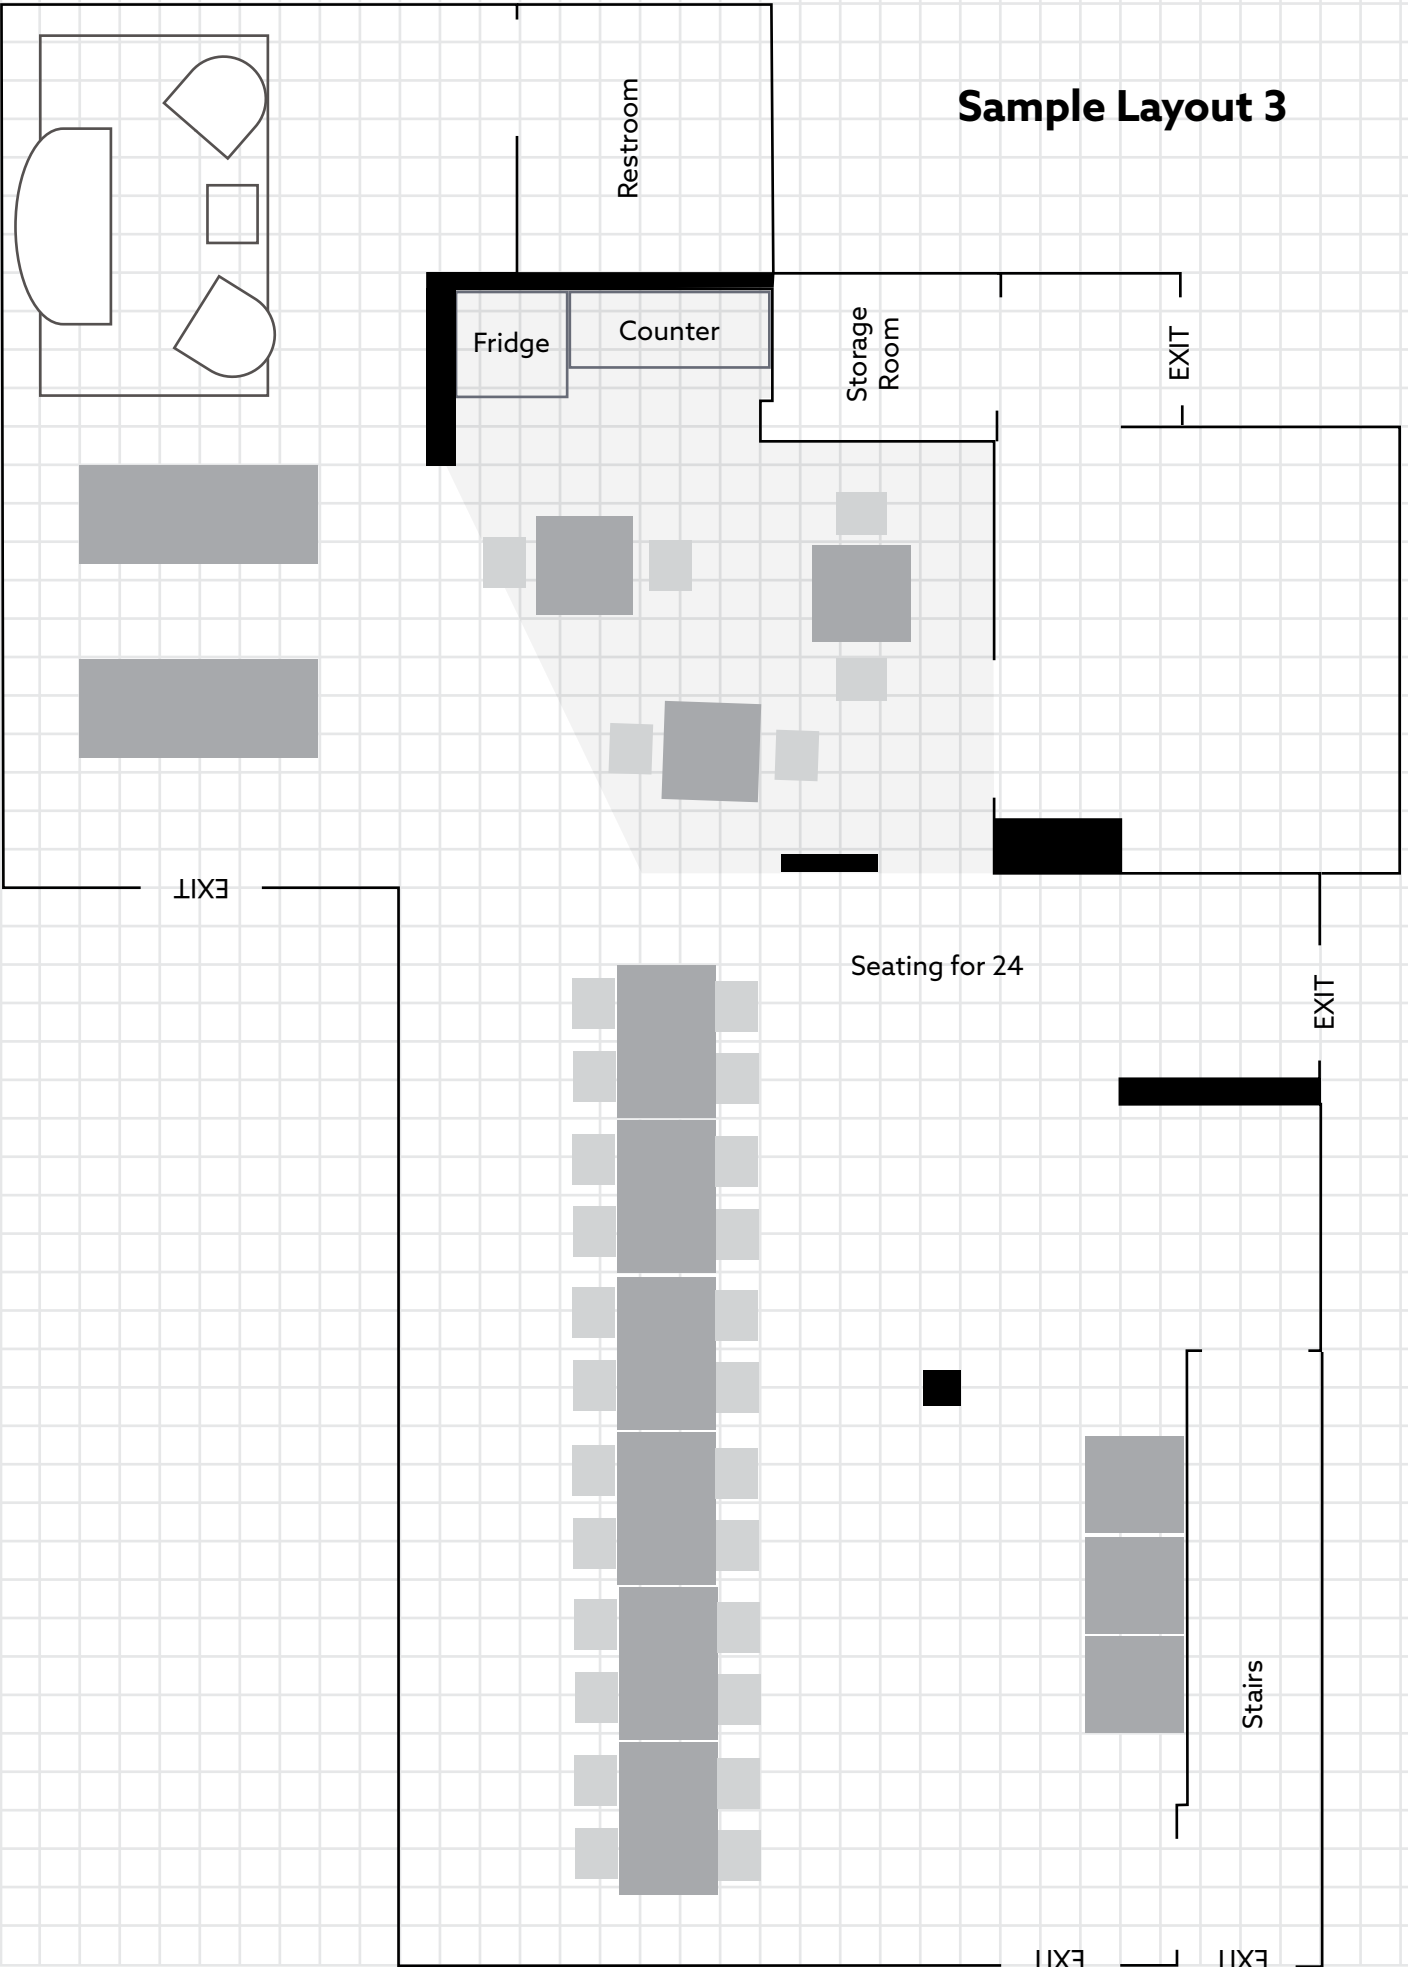 Restroom
Sample Layout 3
Fridge
Counter
Storage
Room
EXIT
EXIT
Seating for 24
EXIT
Stairs
EXIT
EXIT